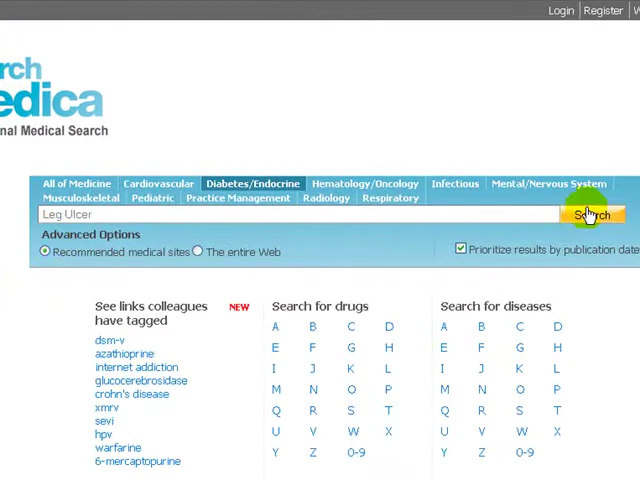 Login Register W
rch
edica
nal Medical Search
All of Medicine Cardiovascular Diabetes/Endocrine Hematology/Oncology Infectious Mental/Nervous System
Musculoskeletal Pediatric Practice Management Radiology Respiratory
Leg Ulcer Search
Advanced Options
Recommended medical sites The entire Web Prioritize results by publication date
See links colleagues NEW
have tagged
dsm-v
azathioprine
internet addiction
glucocerebrosidase
crohn's disease
xmrv
sevi
hpv
warfarine
6-mercaptopurine
Search for drugs
A B C D
E F G H
I J K L
M N O P
Q R S T
U V W X
Y Z 0-9
Search for diseases
A B C D
E F G H
I J K L
M N O P
Q R S T
U V W X
Y Z 0-9